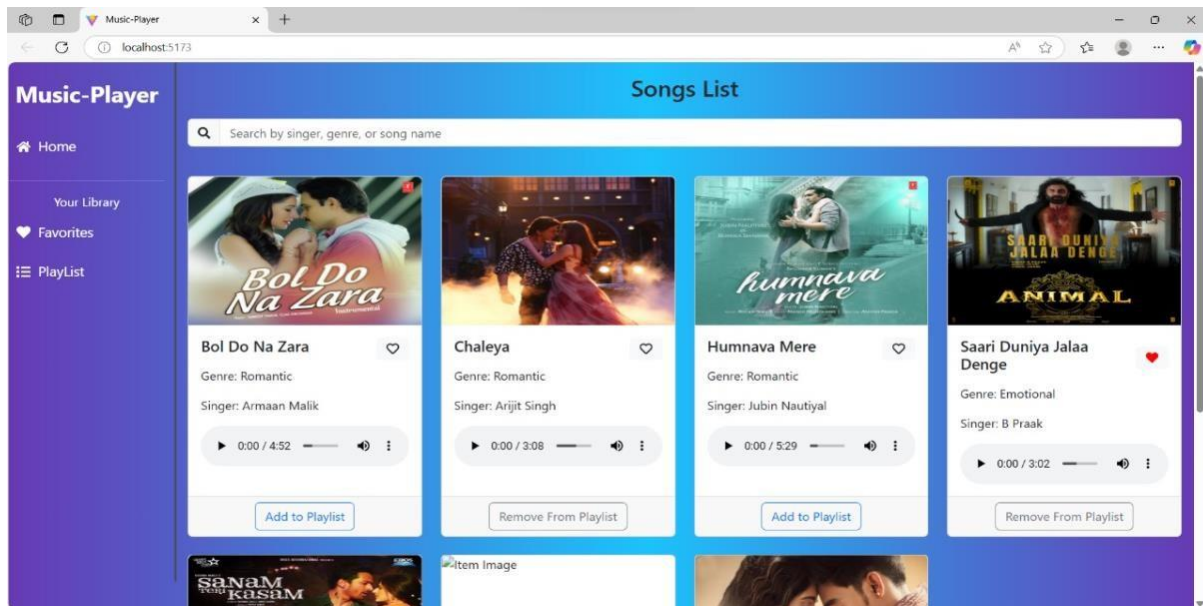 Music-Player
localhost:5173
Music-Player
Home
Your Library
Favorites
PlayList
Songs List
Search by singer, genre, or song name
Bol Do
Na Zara
Instrumental
humnava
mere
SAARI DUNIYA
JALAA DENGE
ANIMAL
Bol Do Na Zara
Genre: Romantic
Singer: Armaan Malik
0:00 / 4:52
Add to Playlist
Chaleya
Genre: Romantic
Singer: Arijit Singh
0:00 / 3:08
Remove From Playlist
Humnava Mere
Genre: Romantic
Singer: Jubin Nautiyal
0:00 / 5:29
Add to Playlist
Saari Duniya Jalaa
Denge
Genre: Emotional
Singer: B Praak
0:00 / 3:02
Remove From Playlist
SANAM
TERI KASAM
Item Image